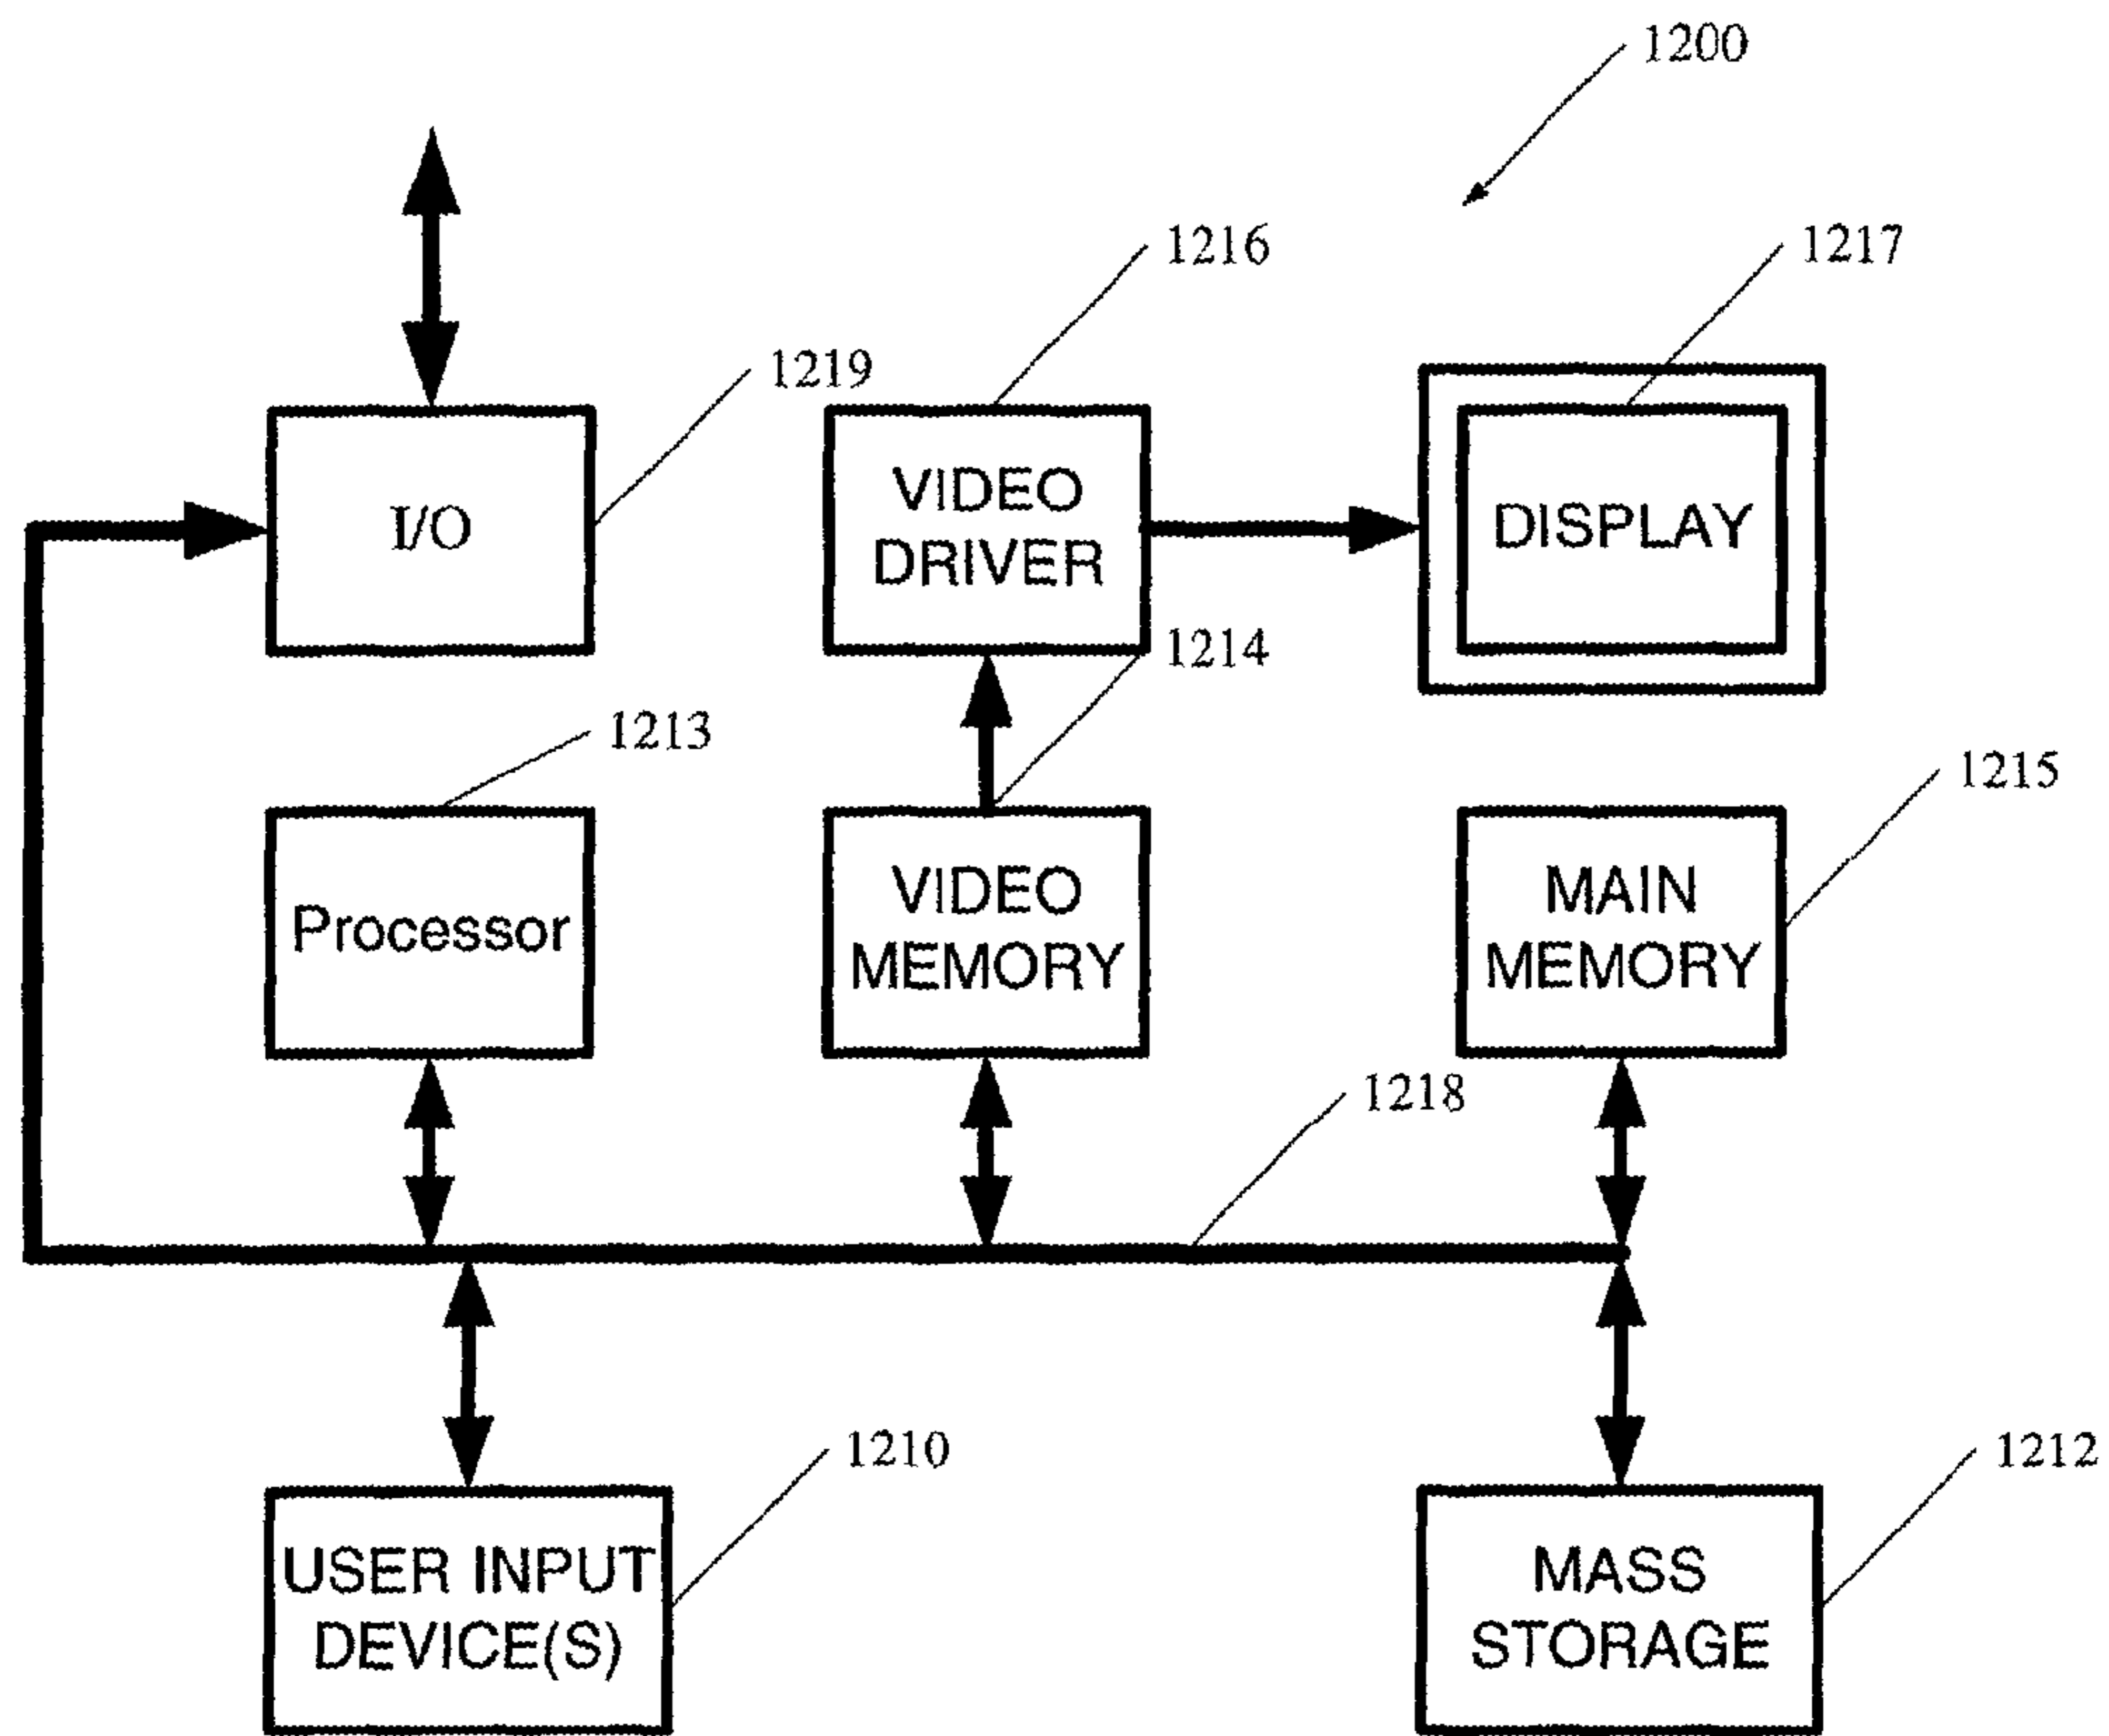 1200
1216
1217
1219
I/O
VIDEO
DRIVER
DISPLAY
1214
1213
1215
Processor
VIDEO
MEMORY
MAIN
MEMORY
1218
1210
1212
USER INPUT
DEVICE(S)
MASS
STORAGE